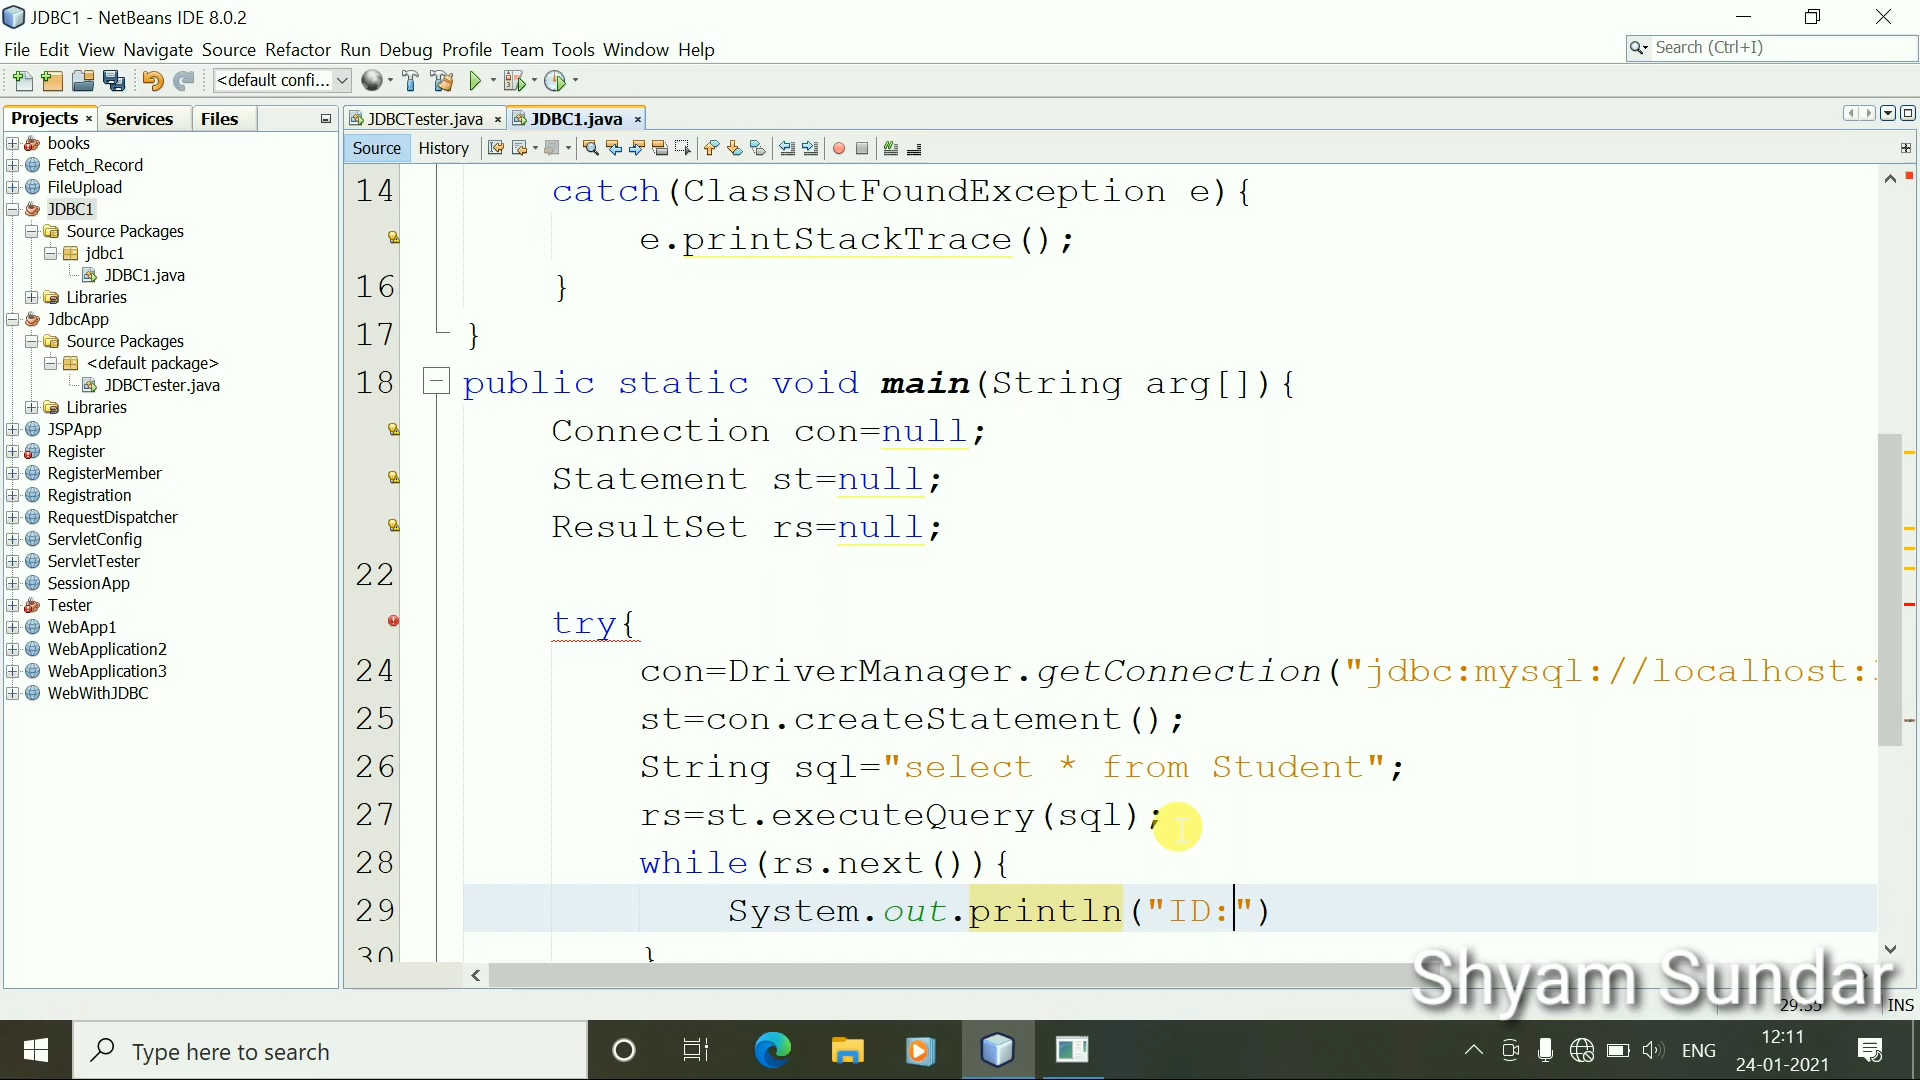 JDBC1 - NetBeans IDE 8.0.2
File Edit View Navigate Source Refactor Run Debug Profile Team Tools Window Help
Search (Ctrl+I)
<default confi...
Projects Services Files
JDBCTester.java JDBC1.java
Source History
books
Fetch_Record
FileUpload
JDBC1
Source Packages
jdbc1
JDBC1.java
Libraries
JdbcApp
Source Packages
<default package>
JDBCTester.java
Libraries
JSPApp
Register
RegisterMember
Registration
RequestDispatcher
ServletConfig
ServletTester
SessionApp
Tester
WebApp1
WebApplication2
WebApplication3
WebWithJDBC
14 catch(ClassNotFoundException e){
e.printStackTrace();
16 }
17 }
18 public static void main(String arg[]){
Connection con=null;
Statement st=null;
ResultSet rs=null;
22
try{
24 con=DriverManager.getConnection("jdbc:mysql://localhost:
25 st=con.createStatement();
26 String sql="select * from Student";
27 rs=st.executeQuery(sql);
28 while(rs.next()){
29 System.out.println("ID:")
30 }
Shyam Sundar
INS
Type here to search
ENG
12:11
24-01-2021